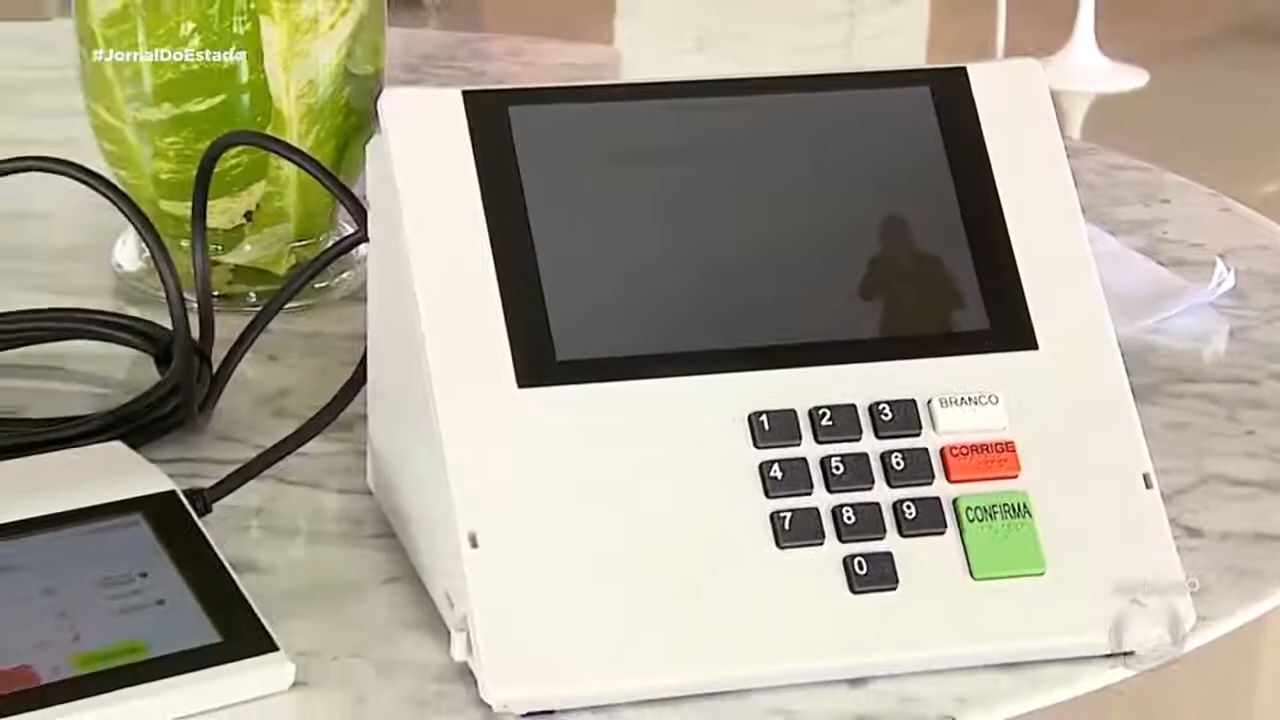 #JornalDoEstado
1 2 3 BRANCO
4 5 6 CORRIGE
7 8 9 CONFIRMA
0